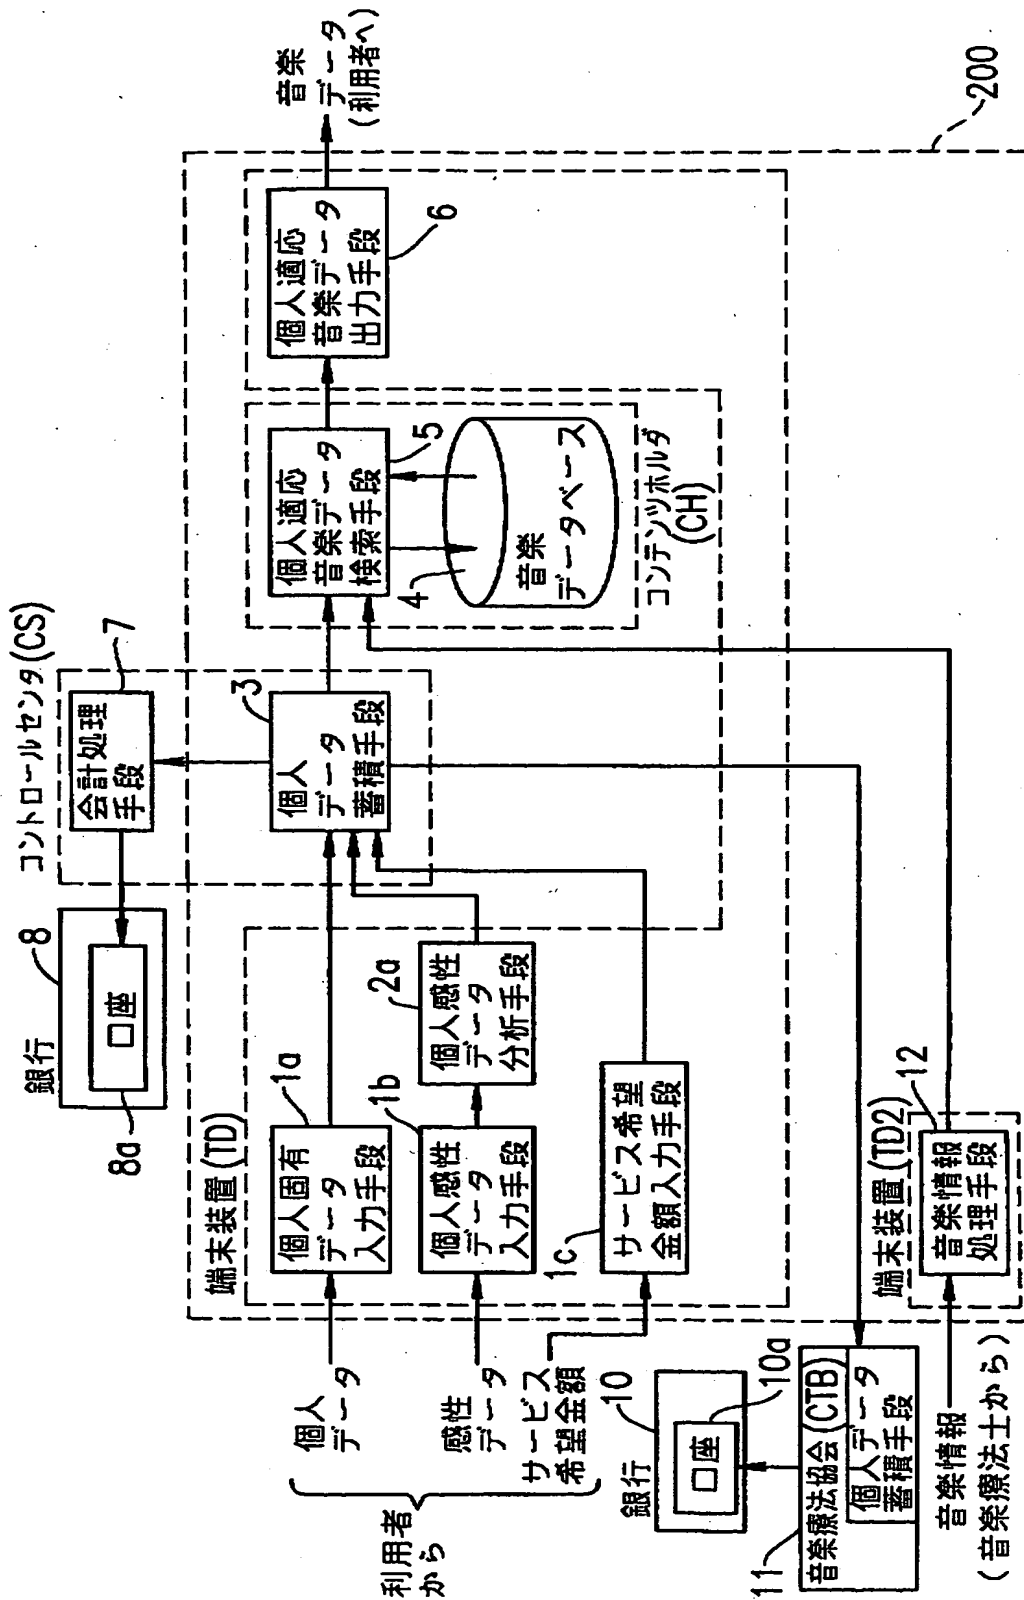 コントロールセンタ(CS)
銀行
8
口座
8a
会計処理
手段
7
端末装置(TD)
個人
データ
個人固有
データ
入力手段
1a
個人
データ
蓄積手段
3
個人適応
音楽データ
検索手段
5
個人適応
音楽データ
出力手段
6
音楽
データ
(利用者へ)
利用者
から
感性
データ
個人感性
データ
入力手段
1b
個人感性
データ
分析手段
2a
4
音楽
データベース
コンテンツホルダ
(CH)
サービス
希望金額
サービス希望
金額入力手段
1c
銀行
10
口座
10a
音楽療法協会(CTB)
個人データ
蓄積手段
11
端末装置(TD2)
音楽情報
処理手段
12
音楽情報
(音楽療法士から)
200